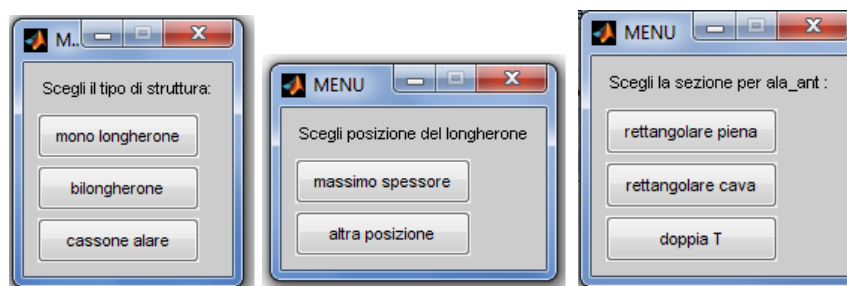 M...
Scegli il tipo di struttura:
mono longherone
bilongherone
cassone alare
MENU
Scegli posizione del longherone
massimo spessore
altra posizione
MENU
Scegli la sezione per ala_ant :
rettangolare piena
rettangolare cava
doppia T